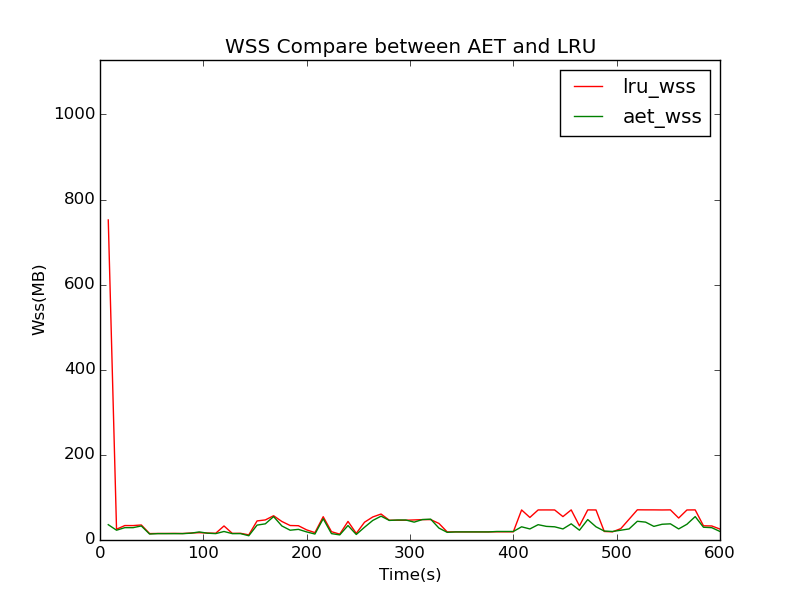 WSS Compare between AET and LRU
lru_wss
aet_wss
1000
800
600
400
200
0
Wss(MB)
0 100 200 300 400 500 600
Time(s)